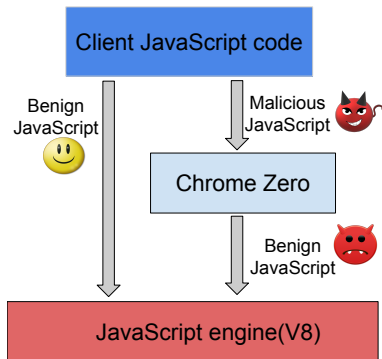 Client JavaScript code
Benign
JavaScript
Malicious
JavaScript
Chrome Zero
Benign
JavaScript
JavaScript engine(V8)